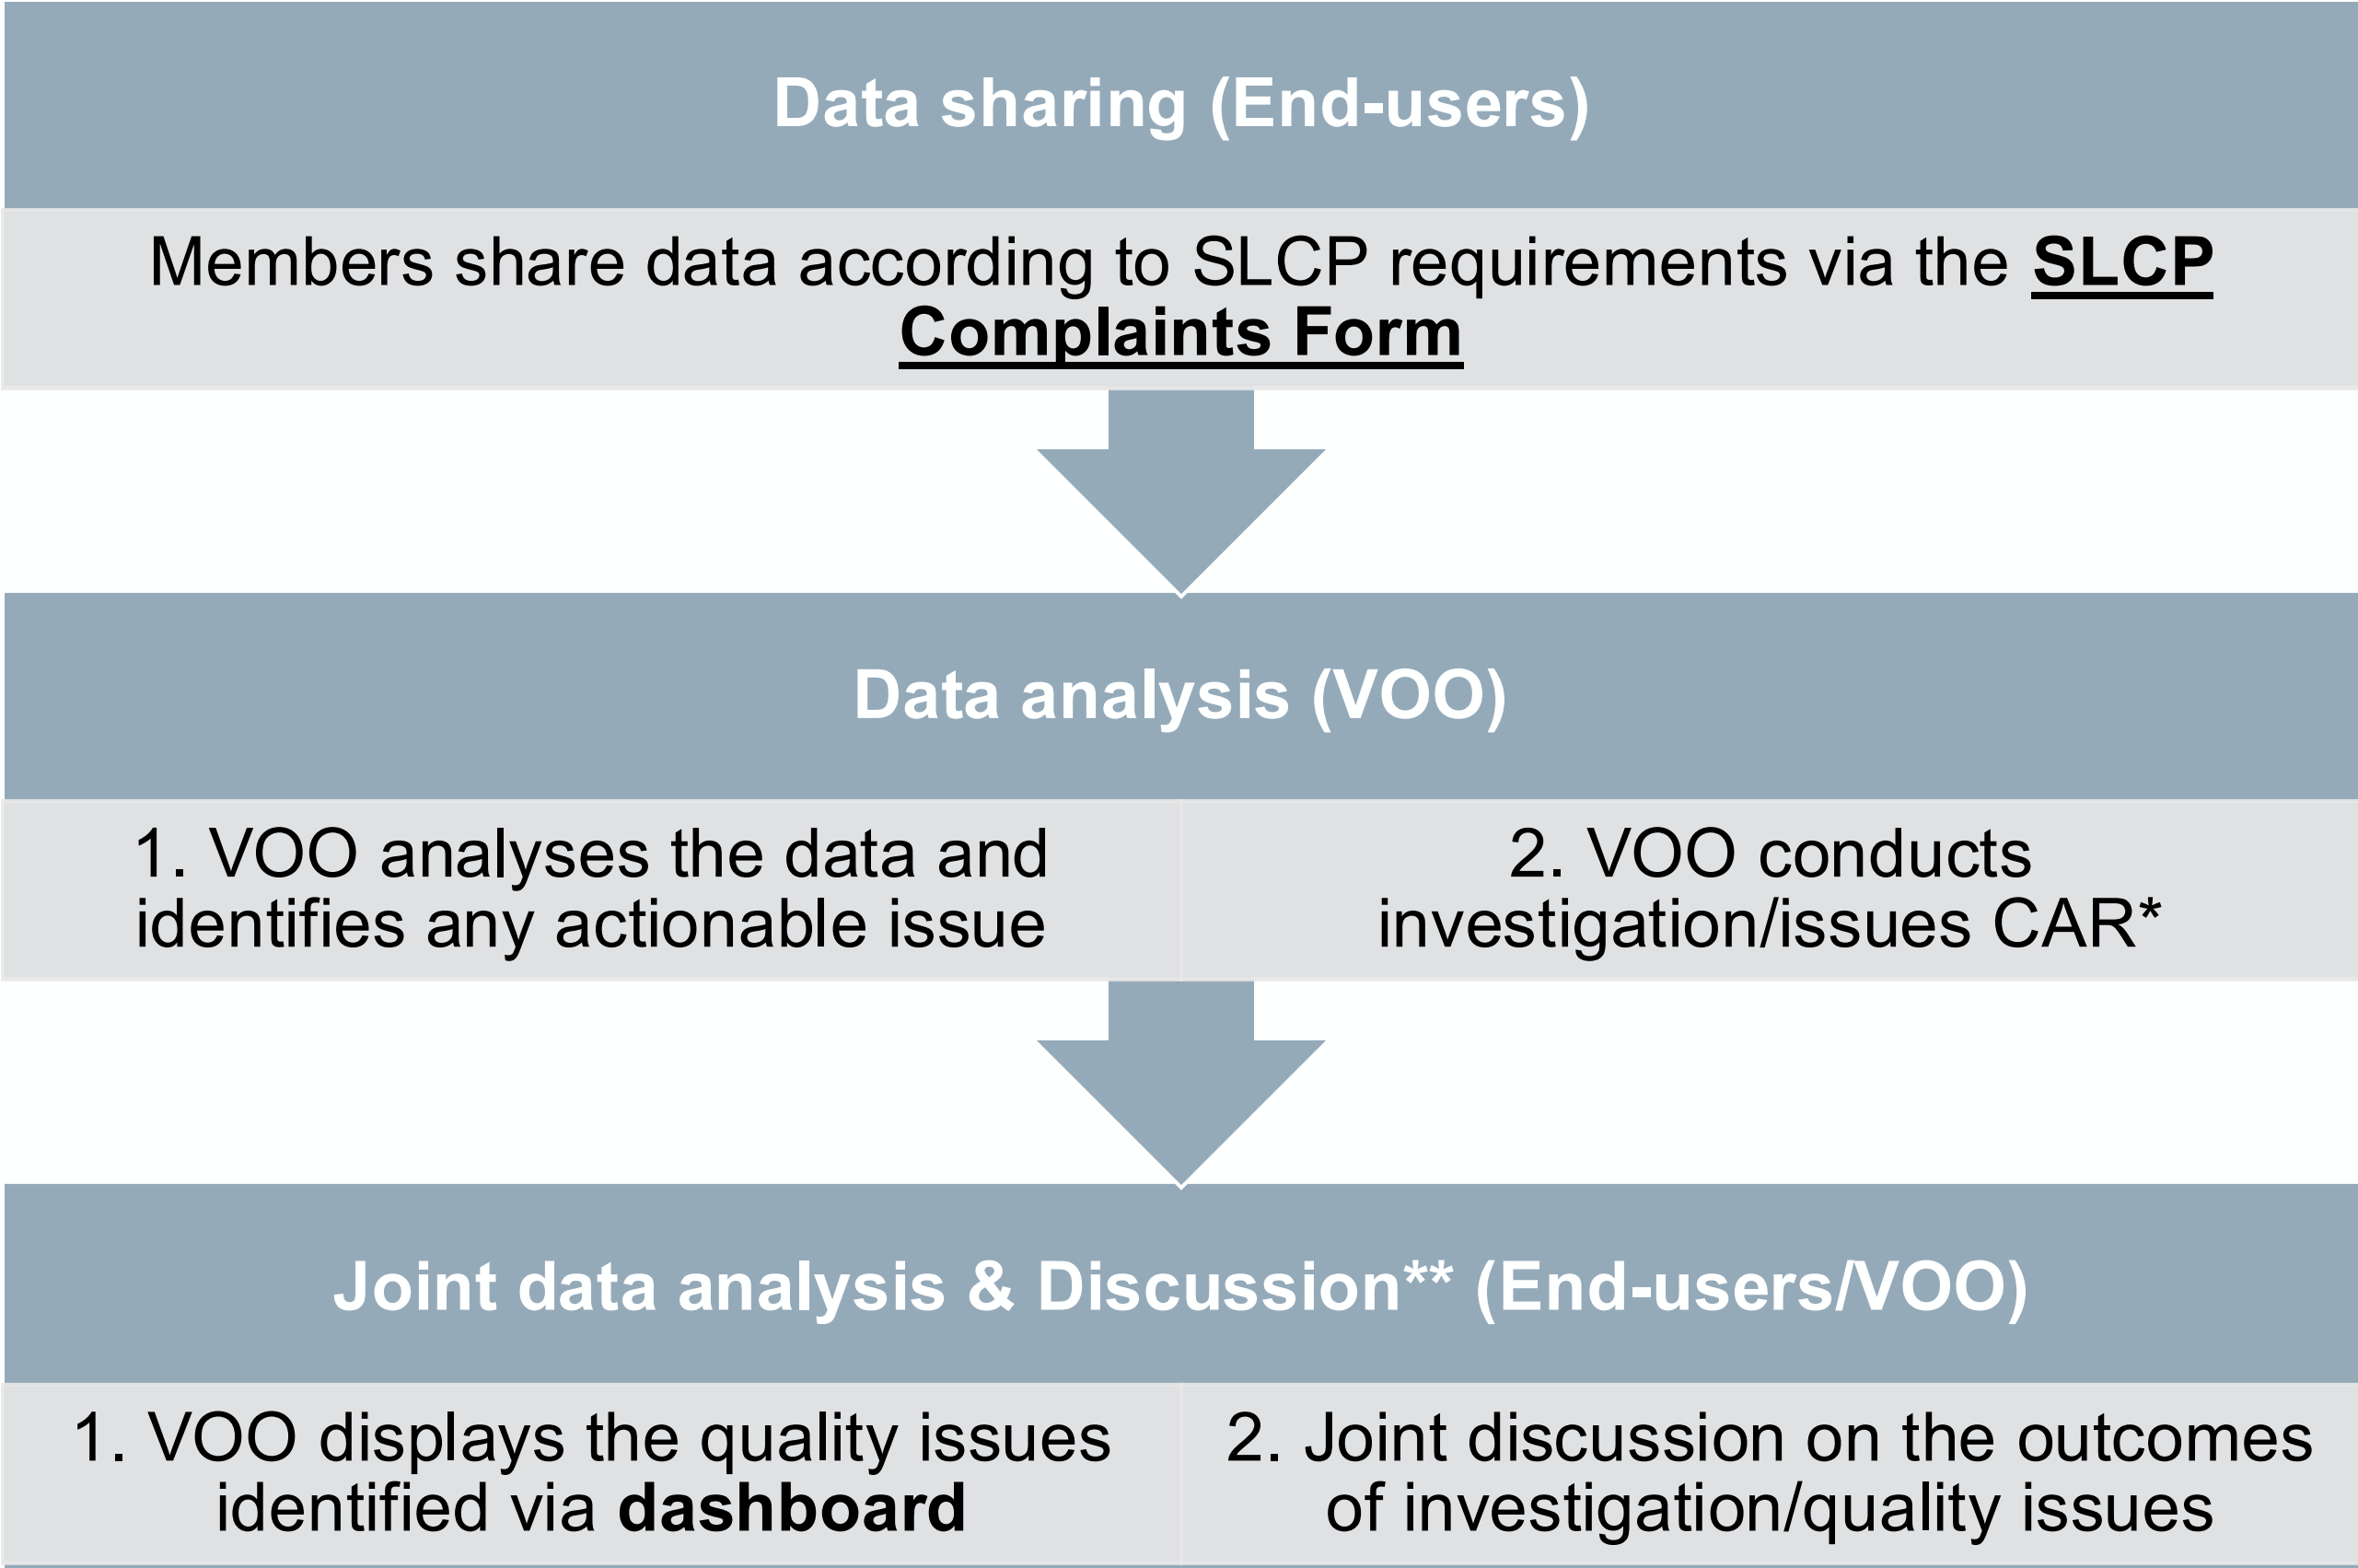 Data sharing (End-users)
Members share data according to SLCP requirements via the SLCP
Complaints Form
Data analysis (VOO)
1. VOO analyses the data and
identifies any actionable issue
2. VOO conducts
investigation/issues CAR*
Joint data analysis & Discussion** (End-users/VOO)
1. VOO displays the quality issues
identified via dashboard
2. Joint discussion on the outcomes
of investigation/quality issues